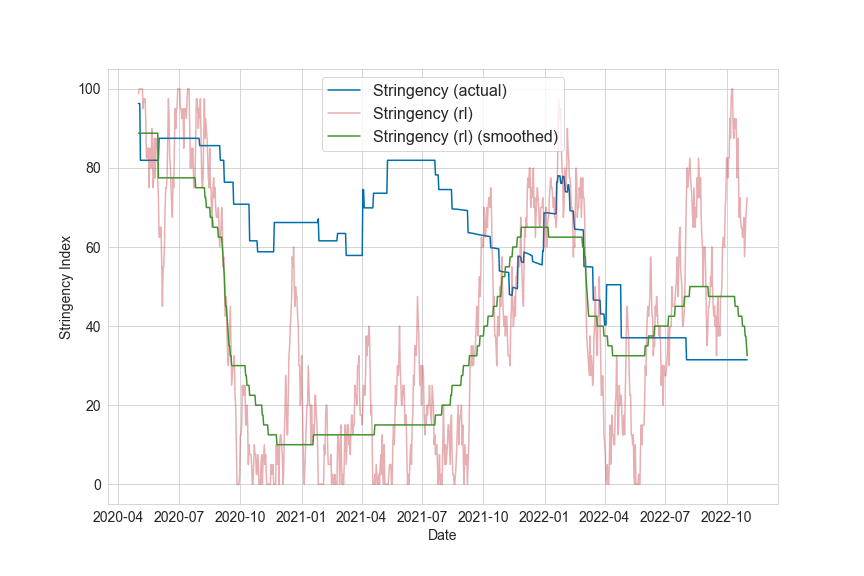 Stringency (actual)
Stringency (rl)
Stringency (rl) (smoothed)
100
80
60
40
20
0
Stringency Index
2020-04 2020-07 2020-10 2021-01 2021-04 2021-07 2021-10 2022-01 2022-04 2022-07 2022-10
Date